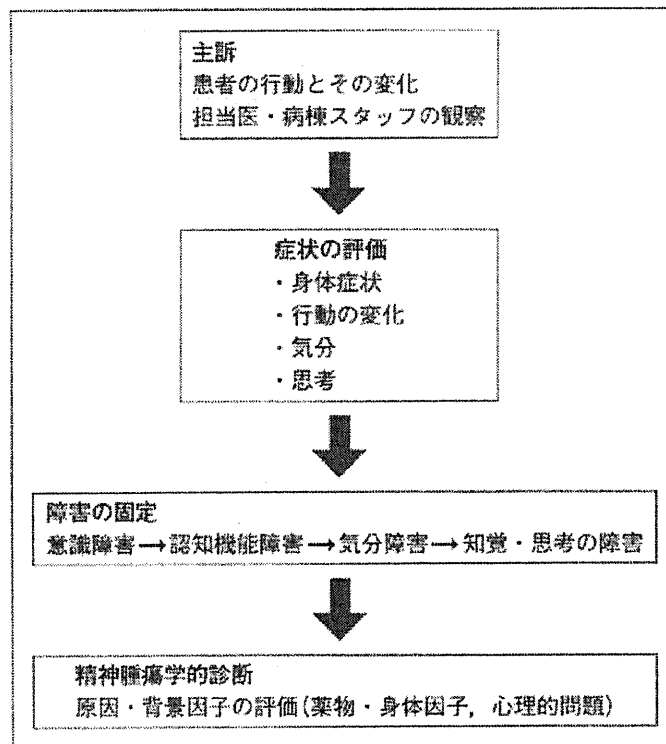 主訴
患者の行動とその変化
担当医・病棟スタッフの観察
症状の評価
・身体症状
・行動の変化
・気分
・思考
障害の固定
意識障害→認知機能障害→気分障害→知覚・思考の障害
精神腫瘍学的診断
原因・背景因子の評価(薬物・身体因子，心理的問題)